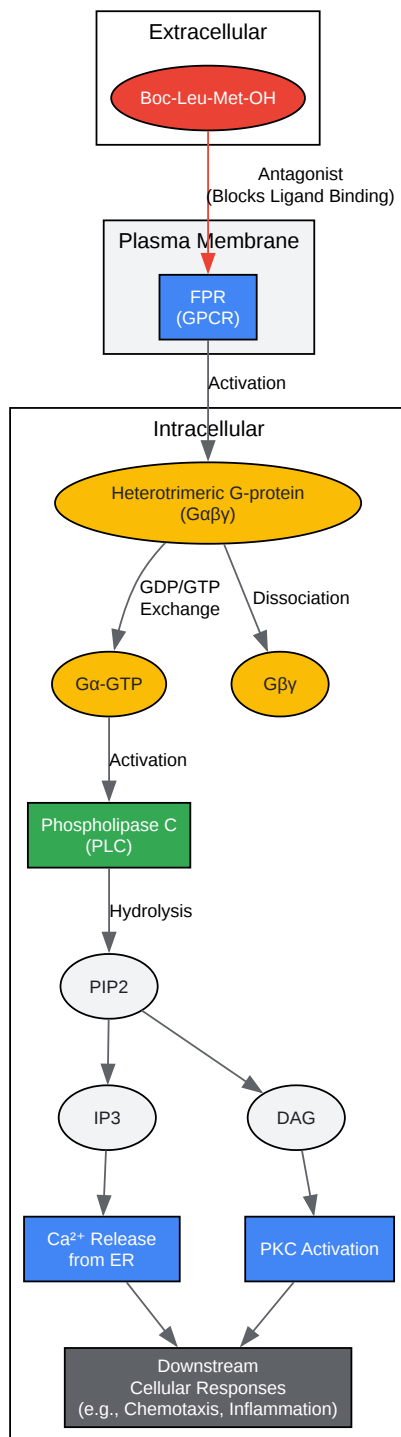 Extracellular
Boc-Leu-Met-OH
Antagonist
(Blocks Ligand Binding)
Plasma Membrane
FPR
(GPCR)
Activation
Intracellular
Heterotrimeric G-protein
(Gαβγ)
GDP/GTP
Exchange
Dissociation
Gα-GTP
Gβγ
Activation
Phospholipase C
(PLC)
Hydrolysis
PIP2
IP3
DAG
Ca²⁺ Release
from ER
PKC Activation
Downstream
Cellular Responses
(e.g., Chemotaxis, Inflammation)